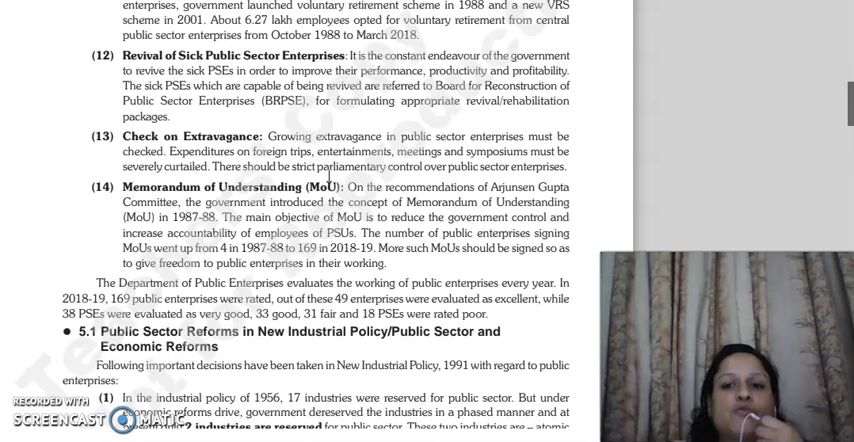 enterprises, government launched voluntary retirement scheme in 1988 and a new VRS
scheme in 2001. About 6.27 lakh employees opted for voluntary retirement from central
public sector enterprises from October 1988 to March 2018.
(12) Revival of Sick Public Sector Enterprises: It is the constant endeavour of the government
to revive the sick PSEs in order to improve their performance, productivity and profitability.
The sick PSEs which are capable of being revived are referred to Board for Reconstruction of
Public Sector Enterprises (BRPSE), for formulating appropriate revival/rehabilitation
packages.
(13) Check on Extravagance: Growing extravagance in public sector enterprises must be
checked. Expenditures on foreign trips, entertainments, meetings and symposiums must be
severely curtailed. There should be strict parliamentary control over public sector enterprises.
(14) Memorandum of Understanding (MoU): On the recommendations of Arjunsen Gupta
Committee, the government introduced the concept of Memorandum of Understanding
(MoU) in 1987-88. The main objective of MoU is to reduce the government control and
increase accountability of employees of PSUs. The number of public enterprises signing
MoUs went up from 4 in 1987-88 to 169 in 2018-19. More such MoUs should be signed so as
to give freedom to public enterprises in their working.
The Department of Public Enterprises evaluates the working of public enterprises every year. In
2018-19, 169 public enterprises were rated, out of these 49 enterprises were evaluated as excellent, while
38 PSEs were evaluated as very good, 33 good, 31 fair and 18 PSEs were rated poor.
• 5.1 Public Sector Reforms in New Industrial Policy/Public Sector and
Economic Reforms
Following important decisions have been taken in New Industrial Policy, 1991 with regard to public
enterprises:
(1) In the industrial policy of 1956, 17 industries were reserved for public sector. But under
economic reforms drive, government dereserved the industries in a phased manner and at
2 industries are reserved for public sector. These two industries are – atomic
RECORDED WITH
SCREENCAST MATIC